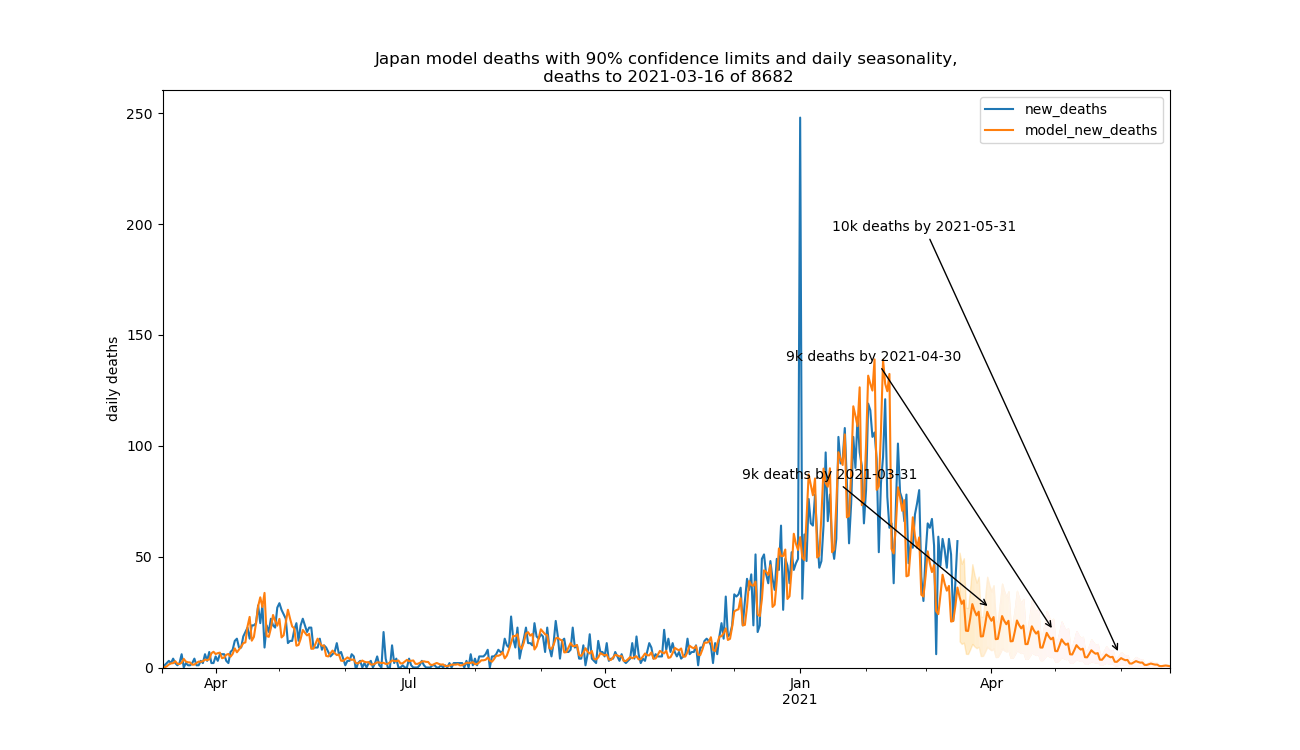 Japan model deaths with 90% confidence limits and daily seasonality,
deaths to 2021-03-16 of 8682
new_deaths
model_new_deaths
daily deaths
250
200
150
100
50
0
10k deaths by 2021-05-31
9k deaths by 2021-04-30
9k deaths by 2021-03-31
Apr
Jul
Oct
Jan
2021
Apr